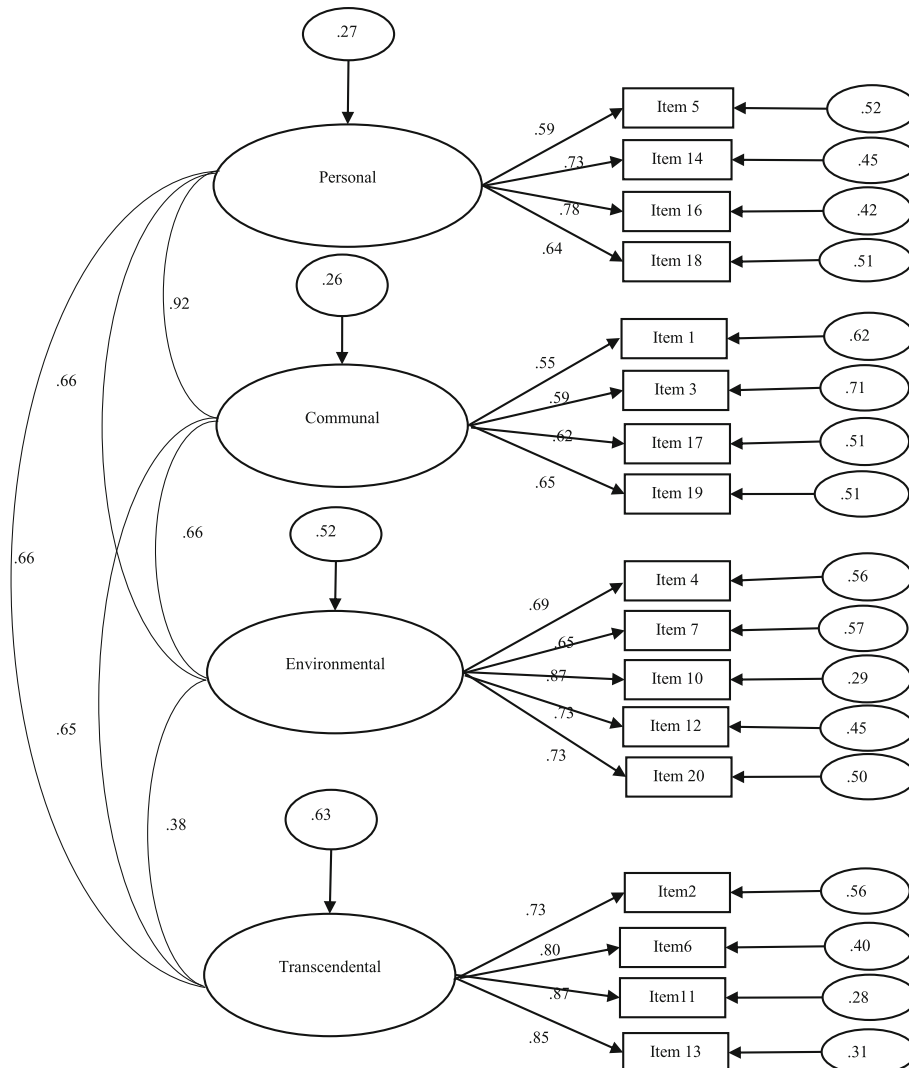 .27
Item 5
.52
.59
Item 14
.45
.73
Personal
Item 16
.42
.78
.64
Item 18
.51
.26
.92
Item 1
.62
.55
.66
Item 3
.71
.59
Communal
Item 17
.51
.62
.65
Item 19
.51
.52
.66
.66
Item 4
.56
.69
Item 7
.57
.65
Environmental
Item 10
.29
.87
.73
Item 12
.45
.65
.73
Item 20
.50
.63
.38
Item2
.56
.73
Item6
.40
.80
Transcendental
Item11
.28
.87
.85
Item 13
.31